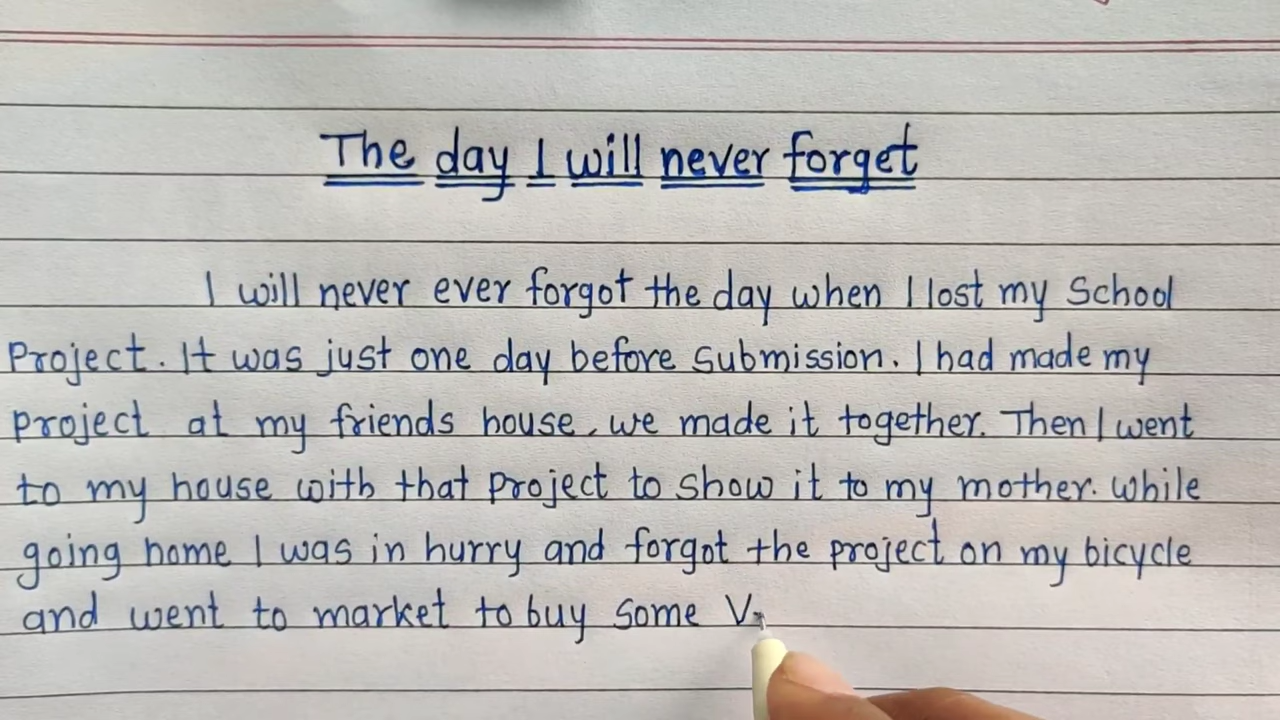 The day I will never forget
I will never ever forgot the day when I lost my School
Project. It was just one day before submission. I had made my
project at my friends house, we made it together. Then I went
to my house with that project to show it to my mother. While
going home I was in hurry and forgot the project on my bicycle
and went to market to buy some